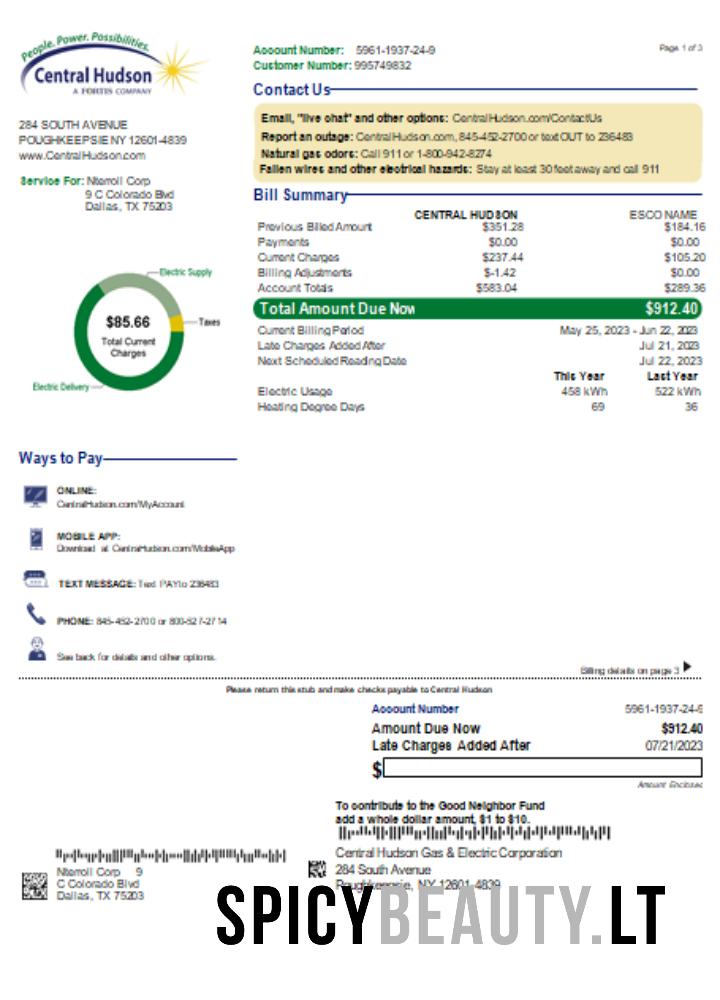 People. Power. Possibilities.
Central Hudson
A FORTIS COMPANY
284 SOUTH AVENUE
POUGHKEEPSIE NY 12601-4839
www.CentralHudson.com
Service For: Nterroll Corp
9 C Colorado Blvd
Dallas, TX 75203
Electric Supply
$85.66
Total Current
Charges
Taxes
Electric Delivery
Account Number: 5961-1937-24-9
Customer Number: 995749832
Page 1 of 3
Contact Us
Email, "live chat" and other options: CentralHudson.com/ContactUs
Report an outage: CentralHudson.com, 845-452-2700 or text OUT to 236483
Natural gas odors: Call 911 or 1-800-942-8274
Fallen wires and other electrical hazards: Stay at least 30 feet away and call 911
Bill Summary
CENTRAL HUDSON ESCO NAME
Previous Billed Amount $351.28 $184.16
Payments $0.00 $0.00
Current Charges $237.44 $105.20
Billing Adjustments $-1.42 $0.00
Account Totals $583.04 $289.36
Total Amount Due Now $912.40
Current Billing Period May 25, 2023 - Jun 22, 2023
Late Charges Added After Jul 21, 2023
Next Scheduled Reading Date Jul 22, 2023
This Year Last Year
Electric Usage 458 kWh 522 kWh
Heating Degree Days 69 36
Ways to Pay
ONLINE:
CentralHudson.com/MyAccount
MOBILE APP:
Download at CentralHudson.com/MobileApp
TEXT MESSAGE: Text PAY to 236483
PHONE: 845-452-2700 or 800-527-2714
See back for details and other options.
Billing details on page 3
Please return this stub and make checks payable to Central Hudson
Account Number 5961-1937-24-9
Amount Due Now $912.40
Late Charges Added After 07/21/2023
$
Amount Enclosed
To contribute to the Good Neighbor Fund
add a whole dollar amount, $1 to $10.
Central Hudson Gas & Electric Corporation
284 South Avenue
Poughkeepsie, NY 12601-4839
Nterroll Corp 9
C Colorado Blvd
Dallas, TX 75203
SPICYBEAUTY.LT